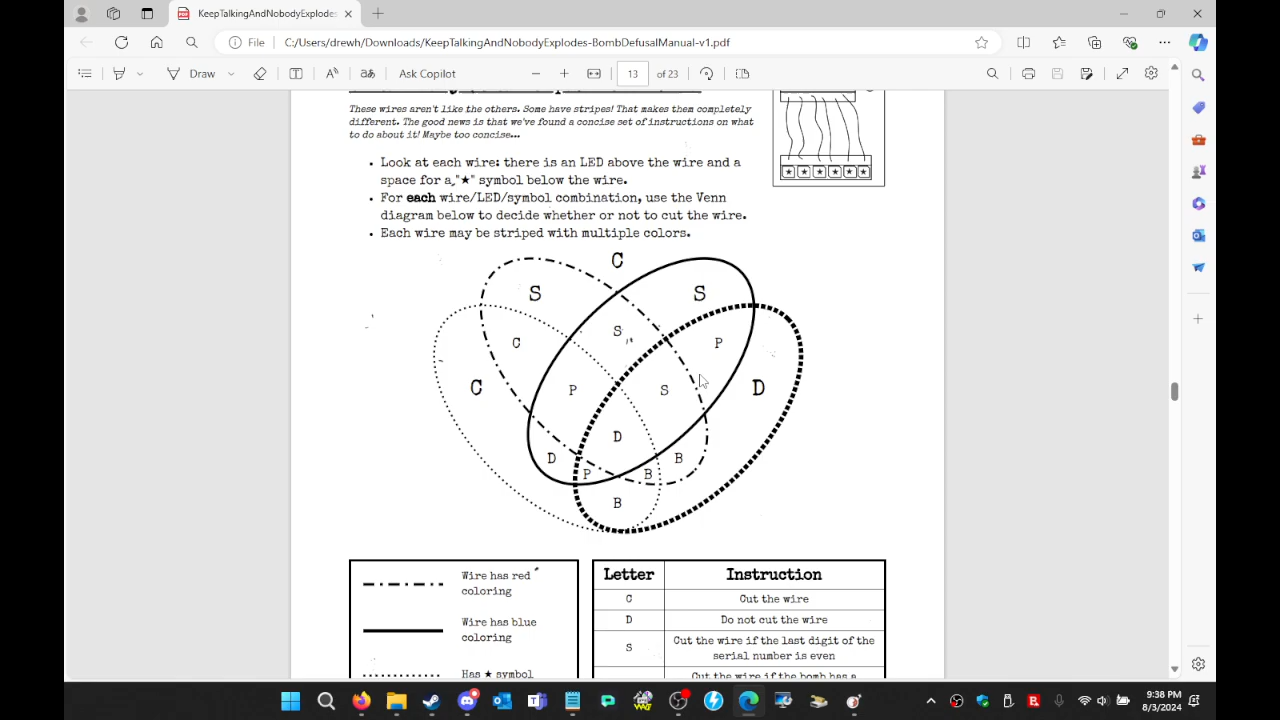 KeepTalkingAndNobodyExplodes-
File
C:/Users/drewh/Downloads/KeepTalkingAndNobodyExplodes-BombDefusalManual-v1.pdf
Draw
Ask Copilot
13
of 23
These wires aren't like the others. Some have stripes! That makes them completely
different. The good news is that we've found a concise set of instructions on what
to do about it! Maybe too concise...
• Look at each wire: there is an LED above the wire and a
space for a "★" symbol below the wire.
• For each wire/LED/symbol combination, use the Venn
diagram below to decide whether or not to cut the wire.
• Each wire may be striped with multiple colors.
C
S
S
S
C
P
C
P
S
D
D
D
B
P
B
B
Wire has red
coloring
Wire has blue
coloring
Has ★ symbol
Letter
Instruction
C
Cut the wire
D
Do not cut the wire
S
Cut the wire if the last digit of the
serial number is even
Cut the wire if the bomb has a
9:38 PM
8/3/2024